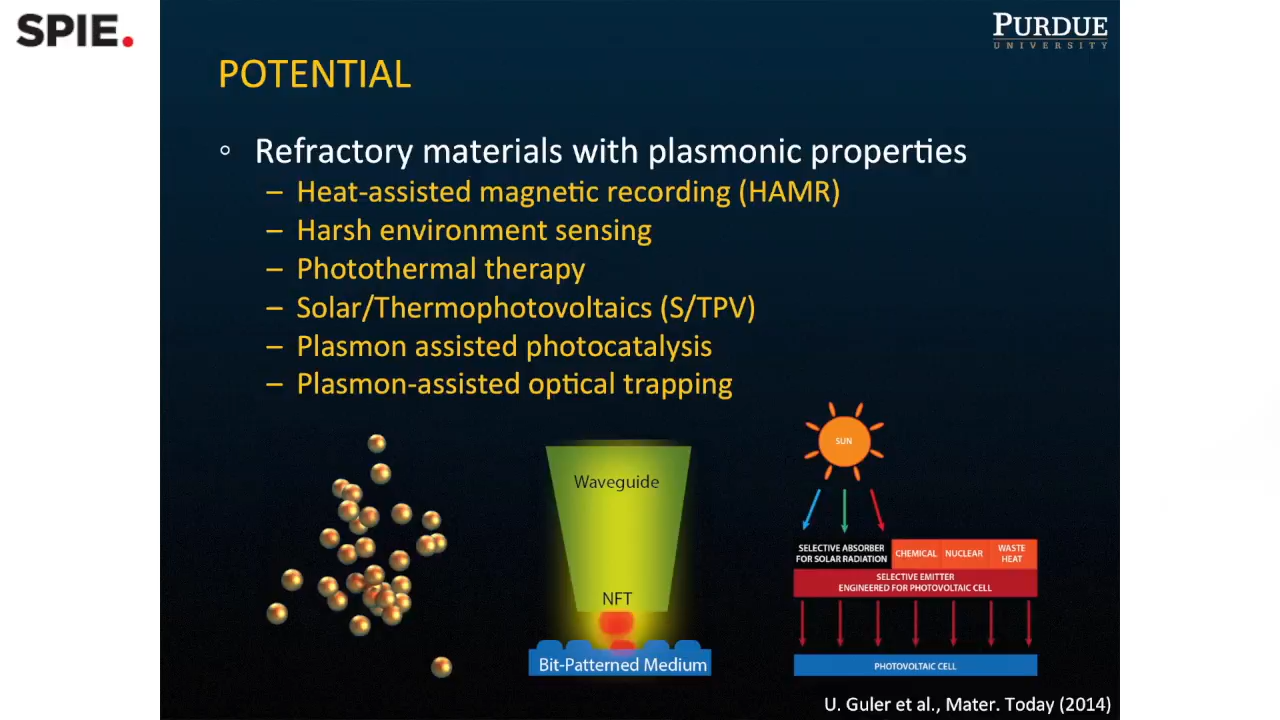 SPIE.
PURDUE
UNIVERSITY
POTENTIAL
◦ Refractory materials with plasmonic properties
– Heat-assisted magnetic recording (HAMR)
– Harsh environment sensing
– Photothermal therapy
– Solar/Thermophotovoltaics (S/TPV)
– Plasmon assisted photocatalysis
– Plasmon-assisted optical trapping
Waveguide
NFT
Bit-Patterned Medium
SUN
SELECTIVE ABSORBER
FOR SOLAR RADIATION
CHEMICAL
NUCLEAR
WASTE
HEAT
SELECTIVE EMITTER
ENGINEERED FOR PHOTOVOLTAIC CELL
PHOTOVOLTAIC CELL
U. Guler et al., Mater. Today (2014)